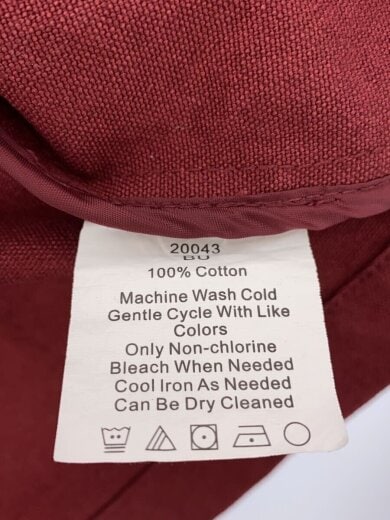 20043
BU
100% Cotton
Machine Wash Cold
Gentle Cycle With Like
Colors
Only Non-chlorine
Bleach When Needed
Cool Iron As Needed
Can Be Dry Cleaned